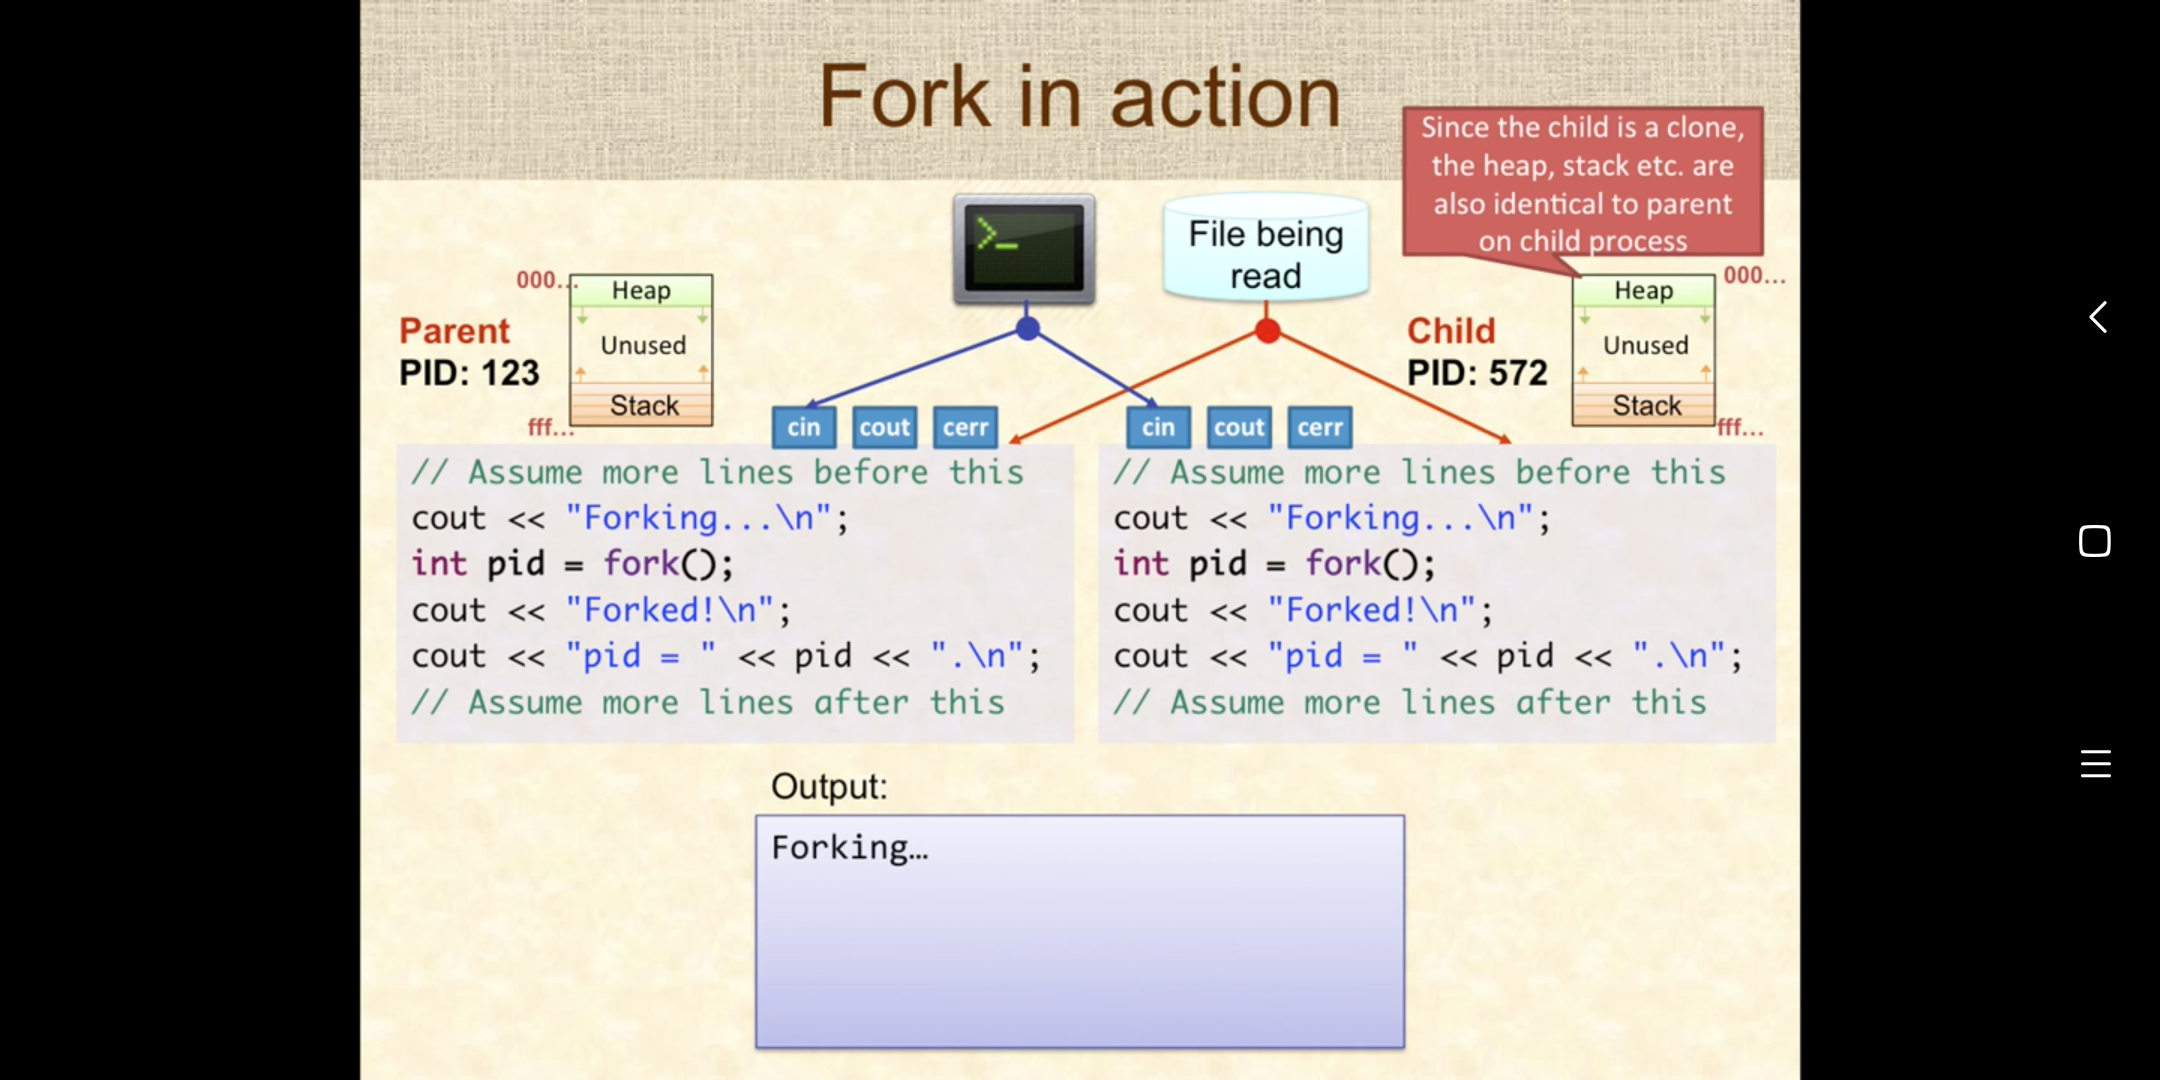 Fork in action
Since the child is a clone,
the heap, stack etc. are
also identical to parent
on child process
>_
File being
read
000...
Heap
Parent
Unused
PID: 123
Stack
fff...
Heap
000...
Child
Unused
PID: 572
Stack
fff...
cin cout cerr
cin cout cerr
// Assume more lines before this
cout << "Forking...\n";
int pid = fork();
cout << "Forked!\n";
cout << "pid = " << pid << ".\n";
// Assume more lines after this
// Assume more lines before this
cout << "Forking...\n";
int pid = fork();
cout << "Forked!\n";
cout << "pid = " << pid << ".\n";
// Assume more lines after this
Output:
Forking…